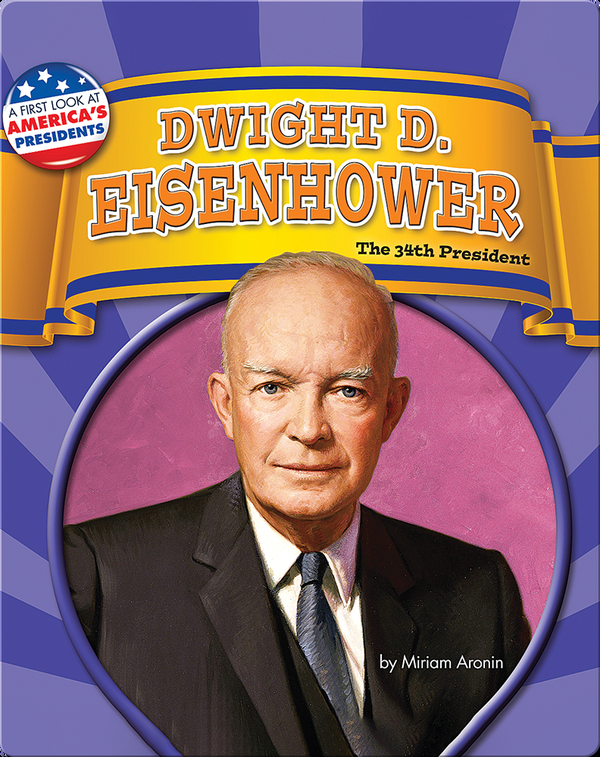 A FIRST LOOK AT
AMERICA'S
PRESIDENTS
DWIGHT D.
EISENHOWER
The 34th President
by Miriam Aronin